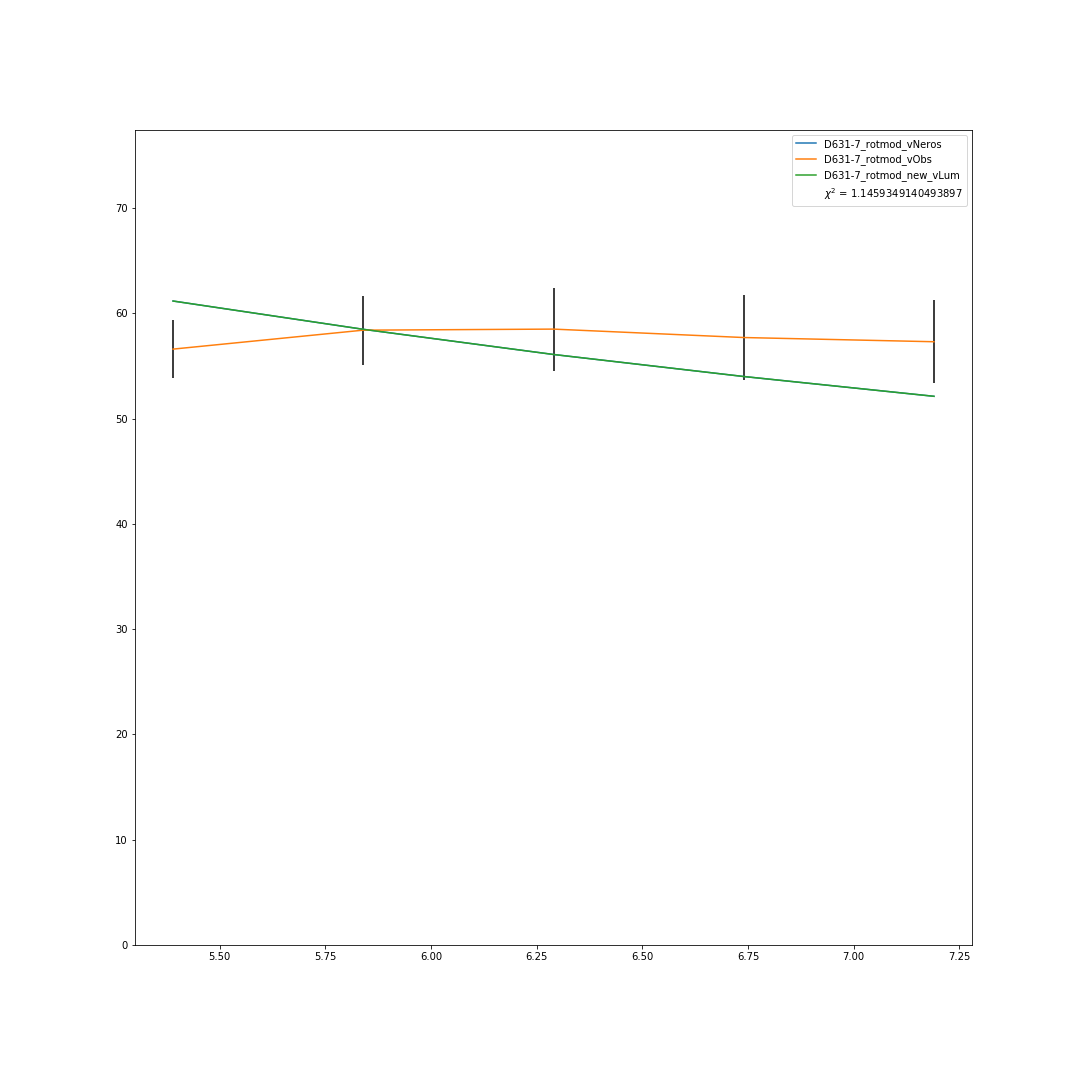 D631-7_rotmod_vNeros
D631-7_rotmod_vObs
D631-7_rotmod_new_vLum
χ² = 1.1459349140493897
70
60
50
40
30
20
10
0
5.50 5.75 6.00 6.25 6.50 6.75 7.00 7.25